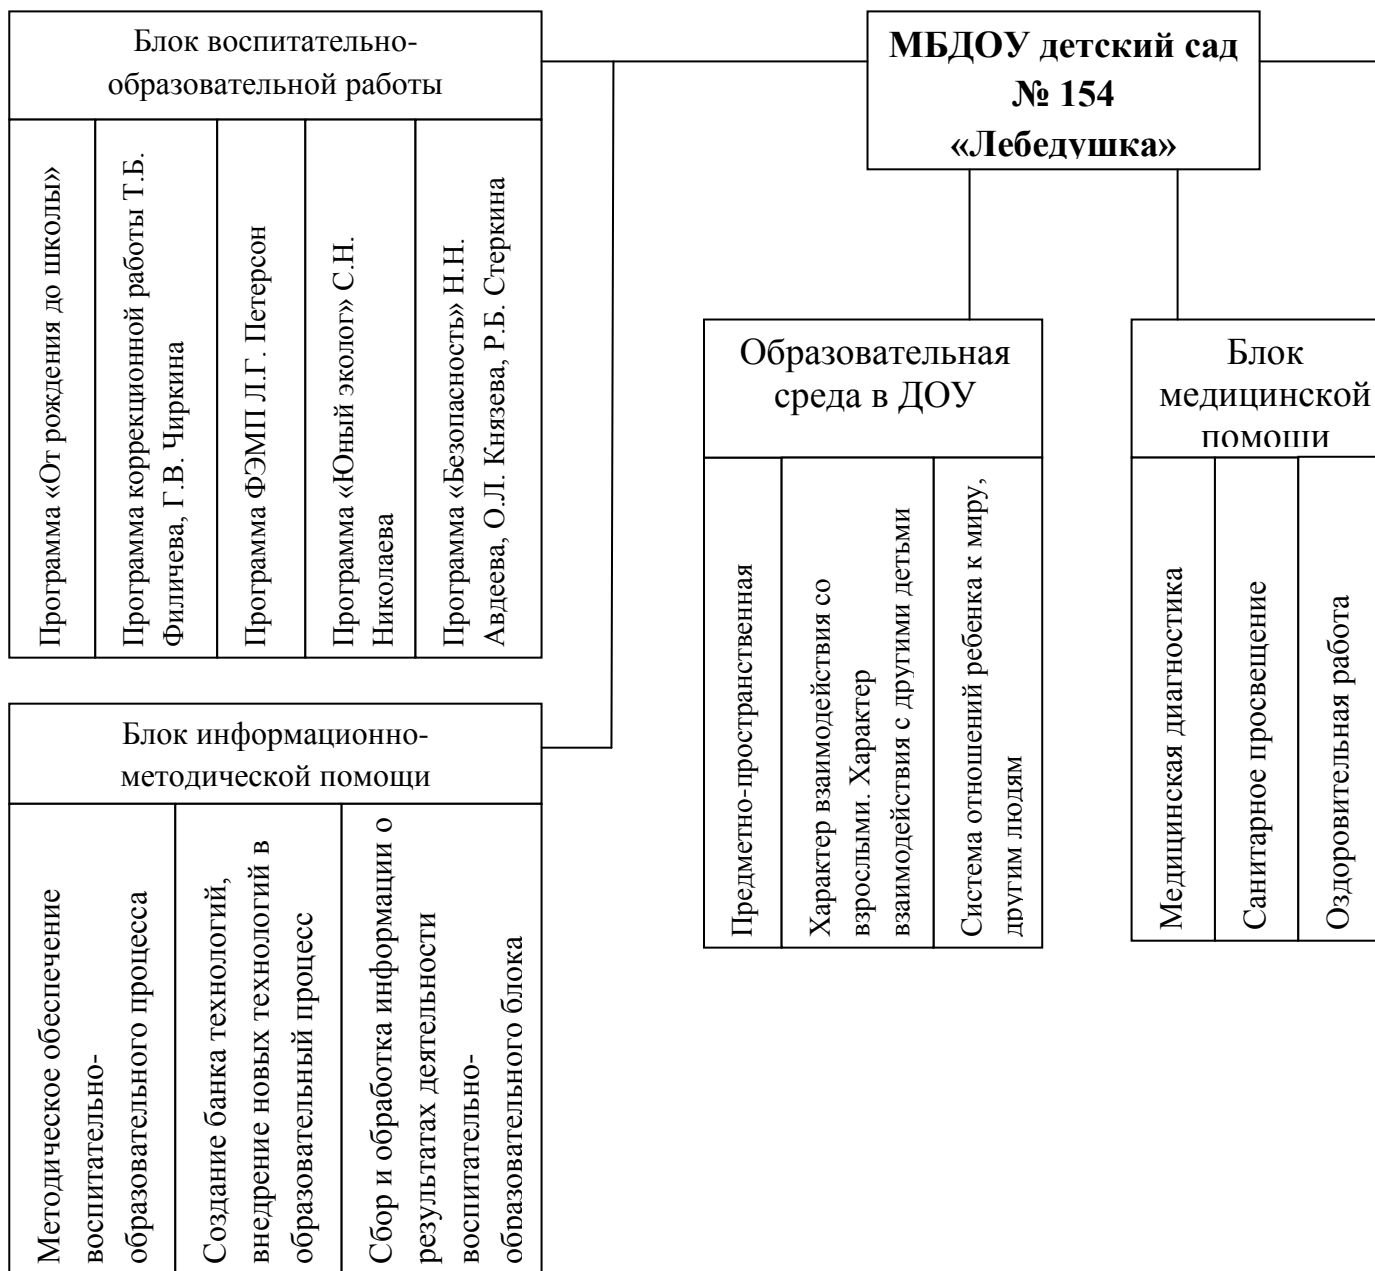 Блок воспитательно-
образовательной работы
Программа «От рождения до школы»
Программа коррекционной работы Т.Б.
Филичева, Г.В. Чиркина
Программа ФЭМП Л.Г. Петерсон
Программа «Юный эколог» С.Н.
Николаева
Программа «Безопасность» Н.Н.
Авдеева, О.Л. Князева, Р.Б. Стеркина
МБДОУ детский сад
№ 154
«Лебедушка»
Образовательная
среда в ДОУ
Предметно-пространственная
Характер взаимодействия со
взрослыми. Характер
взаимодействия с другими детьми
Система отношений ребенка к миру,
другим людям
Блок
медицинской
помощи
Медицинская диагностика
Санитарное просвещение
Оздоровительная работа
Блок информационно-
методической помощи
Методическое обеспечение
воспитательно-
образовательного процесса
Создание банка технологий,
внедрение новых технологий в
образовательный процесс
Сбор и обработка информации о
результатах деятельности
воспитательно-
образовательного блока